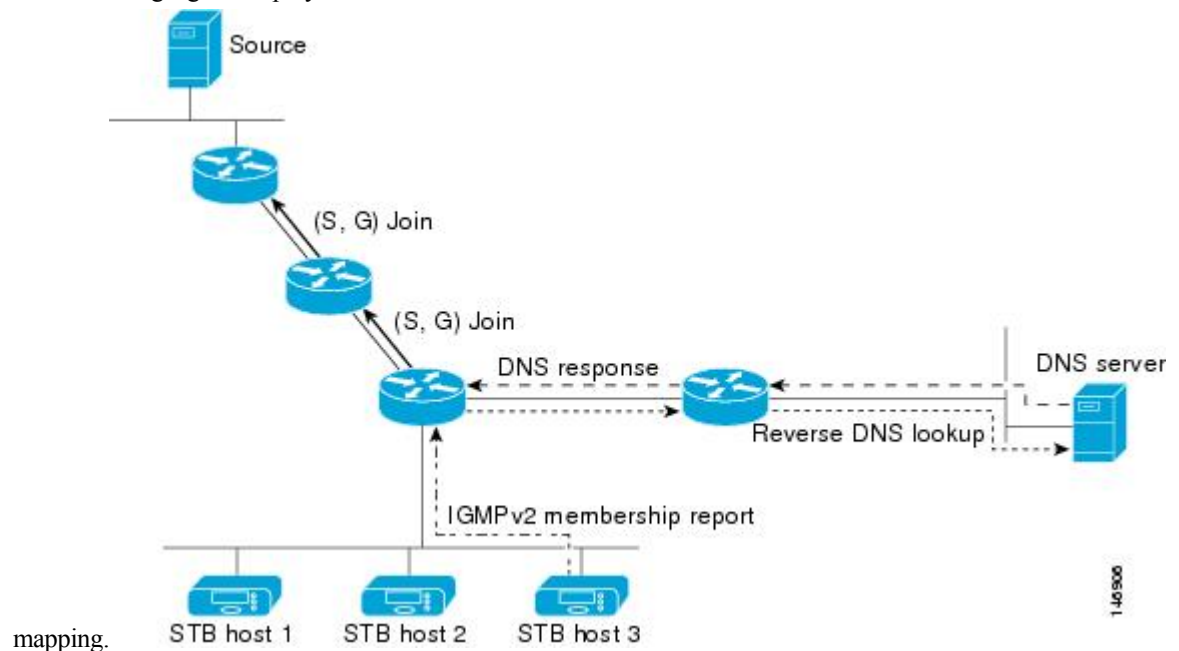 Source
(S, G) Join
(S, G) Join
DNS response
DNS server
Reverse DNS lookup
IGMPv2 membership report
STB host 1
STB host 2
STB host 3
146906
mapping.